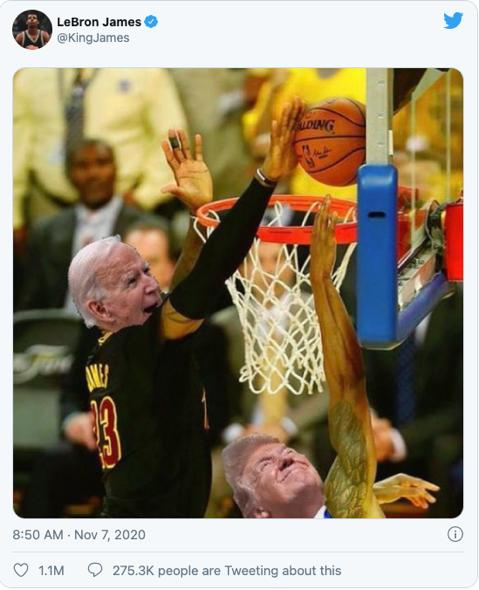 LeBron James
@KingJames
SPALDING
JAMES
23
8:50 AM · Nov 7, 2020
1.1M
275.3K people are Tweeting about this